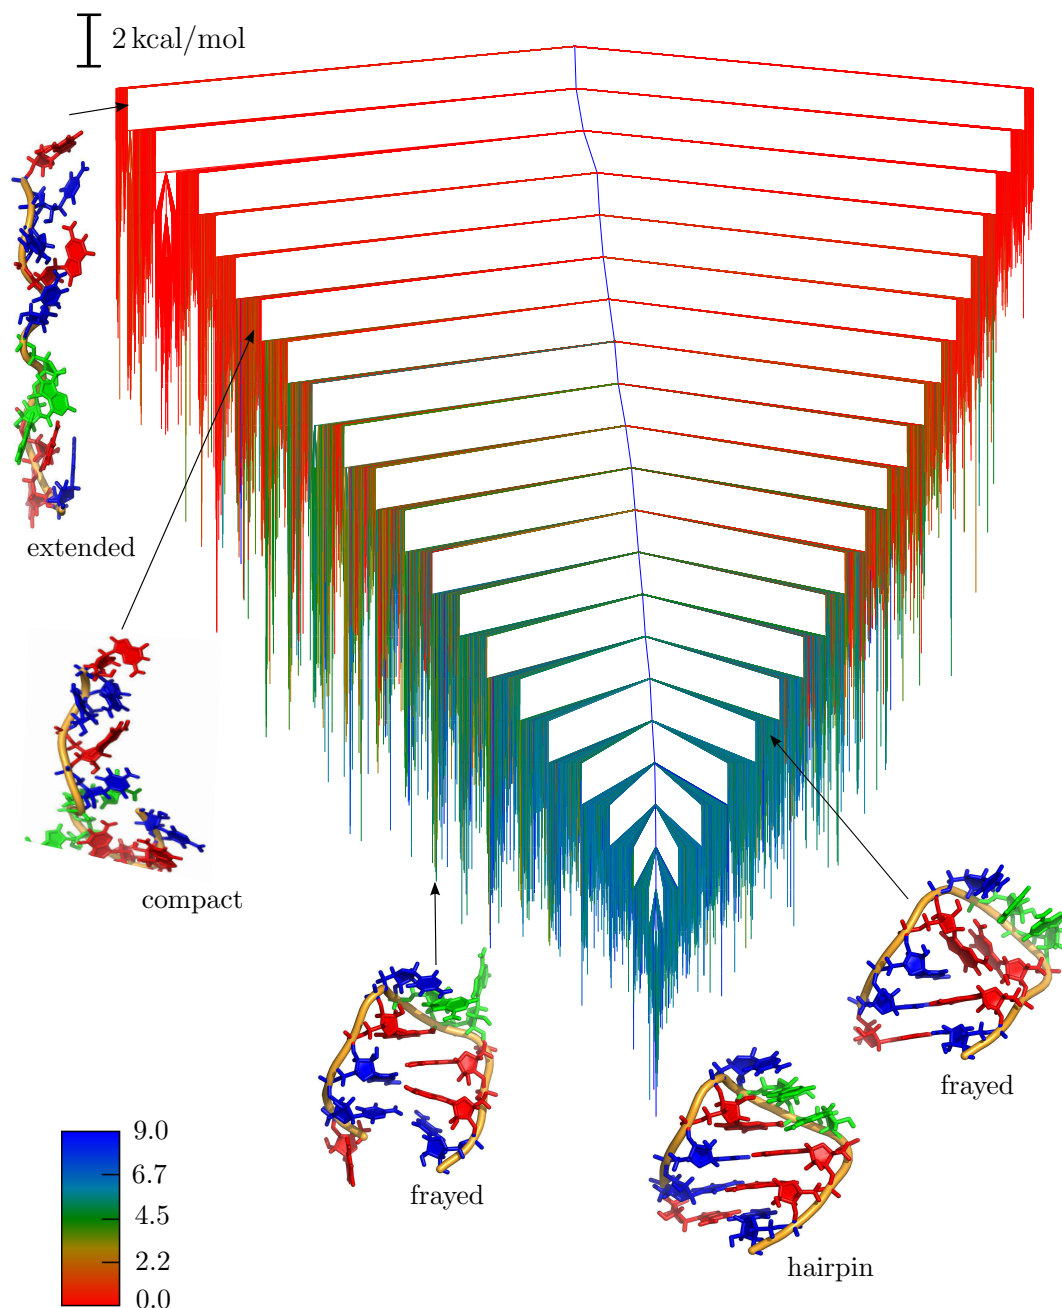 2 kcal/mol
extended
compact
frayed
frayed
hairpin
9.0
6.7
4.5
2.2
0.0